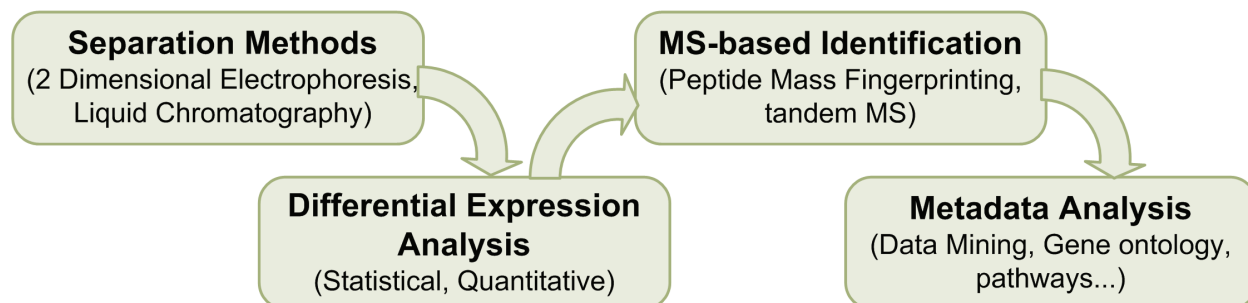 Separation Methods
(2 Dimensional Electrophoresis,
Liquid Chromatography)
Differential Expression
Analysis
(Statistical, Quantitative)
MS-based Identification
(Peptide Mass Fingerprinting,
tandem MS)
Metadata Analysis
(Data Mining, Gene ontology,
pathways...)